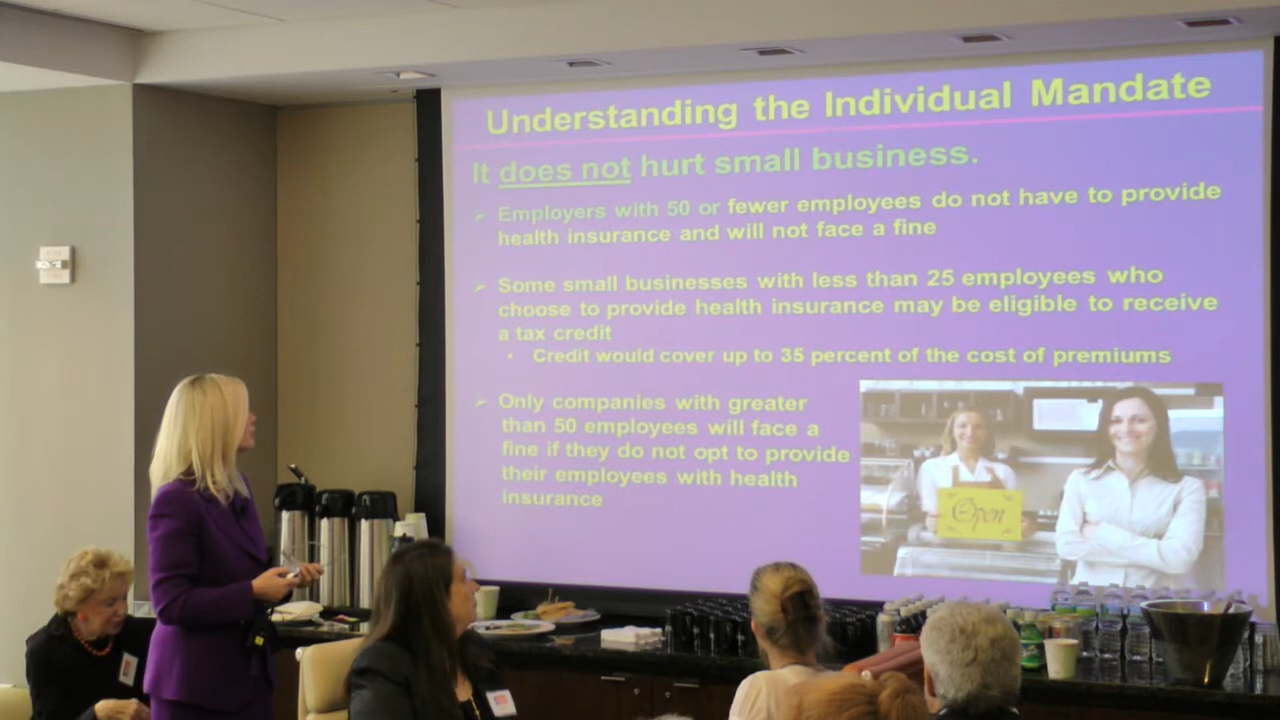 Understanding the Individual Mandate
It does not hurt small business.
➢ Employers with 50 or fewer employees do not have to provide
health insurance and will not face a fine
➢ Some small businesses with less than 25 employees who
choose to provide health insurance may be eligible to receive
a tax credit
• Credit would cover up to 35 percent of the cost of premiums
➢ Only companies with greater
than 50 employees will face a
fine if they do not opt to provide
their employees with health
insurance
Open